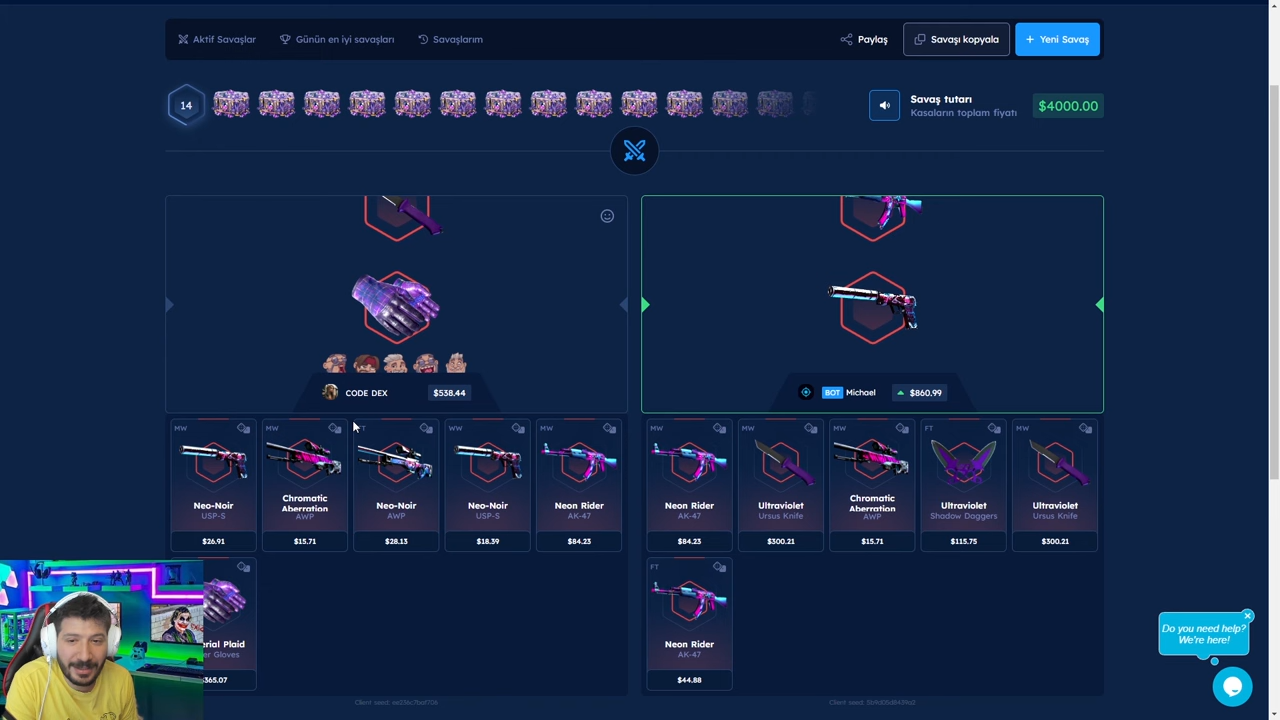 Aktif Savaşlar
Günün en iyi savaşları
Savaşlarım
Paylaş
Savaşı kopyala
+ Yeni Savaş
14
Savaş tutarı
Kasaların toplam fiyatı
$4000.00
CODE DEX
$538.44
BOT Michael
$860.99
MW
MW
FT
WW
MW
Neo-Noir
USP-S
$26.91
Chromatic
Aberration
AWP
$15.71
Neo-Noir
AWP
$28.13
Neo-Noir
USP-S
$18.39
Neon Rider
AK-47
$84.23
MW
MW
MW
FT
MW
Neon Rider
AK-47
$84.23
Ultraviolet
Ursus Knife
$300.21
Chromatic
Aberration
AWP
$15.71
Ultraviolet
Shadow Daggers
$115.75
Ultraviolet
Ursus Knife
$300.21
erial Plaid
er Gloves
365.07
FT
Neon Rider
AK-47
$44.88
Do you need help?
We're here!